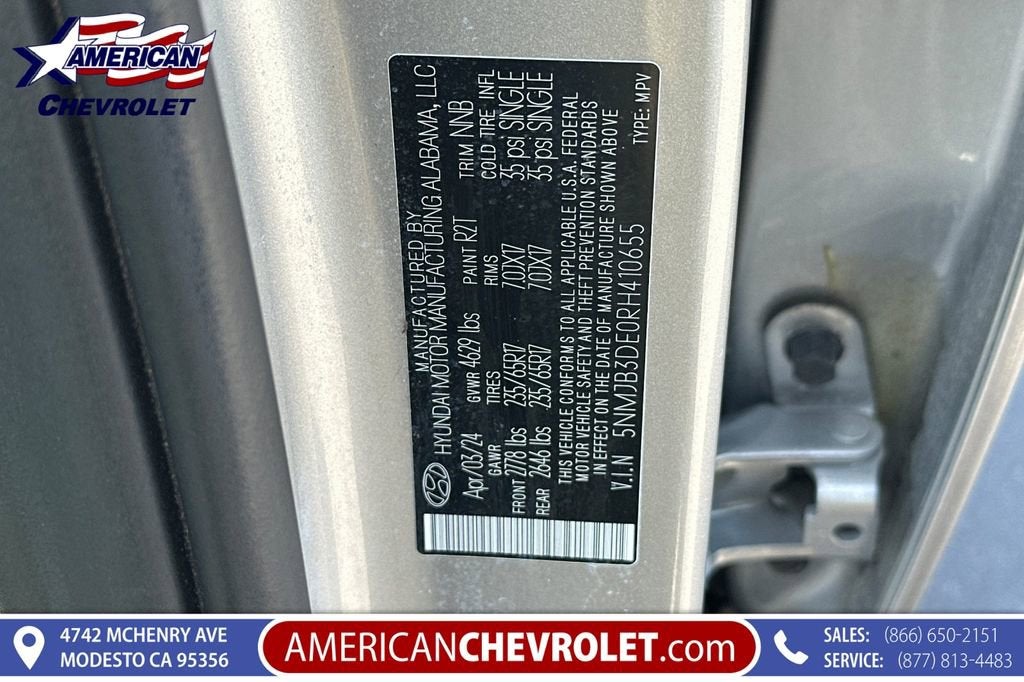 AMERICAN
CHEVROLET
MANUFACTURED BY
HYUNDAI MOTOR MANUFACTURING ALABAMA, LLC
Apr/03/24 GVWR 4629 lbs PAINT R2T TRIM NNB
GAWR TIRES RIMS COLD TIRE INFL
FRONT 2778 lbs 235/65R17 7.0JX17 35 psi SINGLE
REAR 2646 lbs 235/65R17 7.0JX17 35 psi SINGLE
THIS VEHICLE CONFORMS TO ALL APPLICABLE U.S.A. FEDERAL
MOTOR VEHICLE SAFETY AND THEFT PREVENTION STANDARDS
IN EFFECT ON THE DATE OF MANUFACTURE SHOWN ABOVE
V.I.N 5NMJB3DE0RH410655 TYPE: MPV
4742 MCHENRY AVE
MODESTO CA 95356
AMERICANCHEVROLET.com
SALES: (866) 650-2151
SERVICE: (877) 813-4483